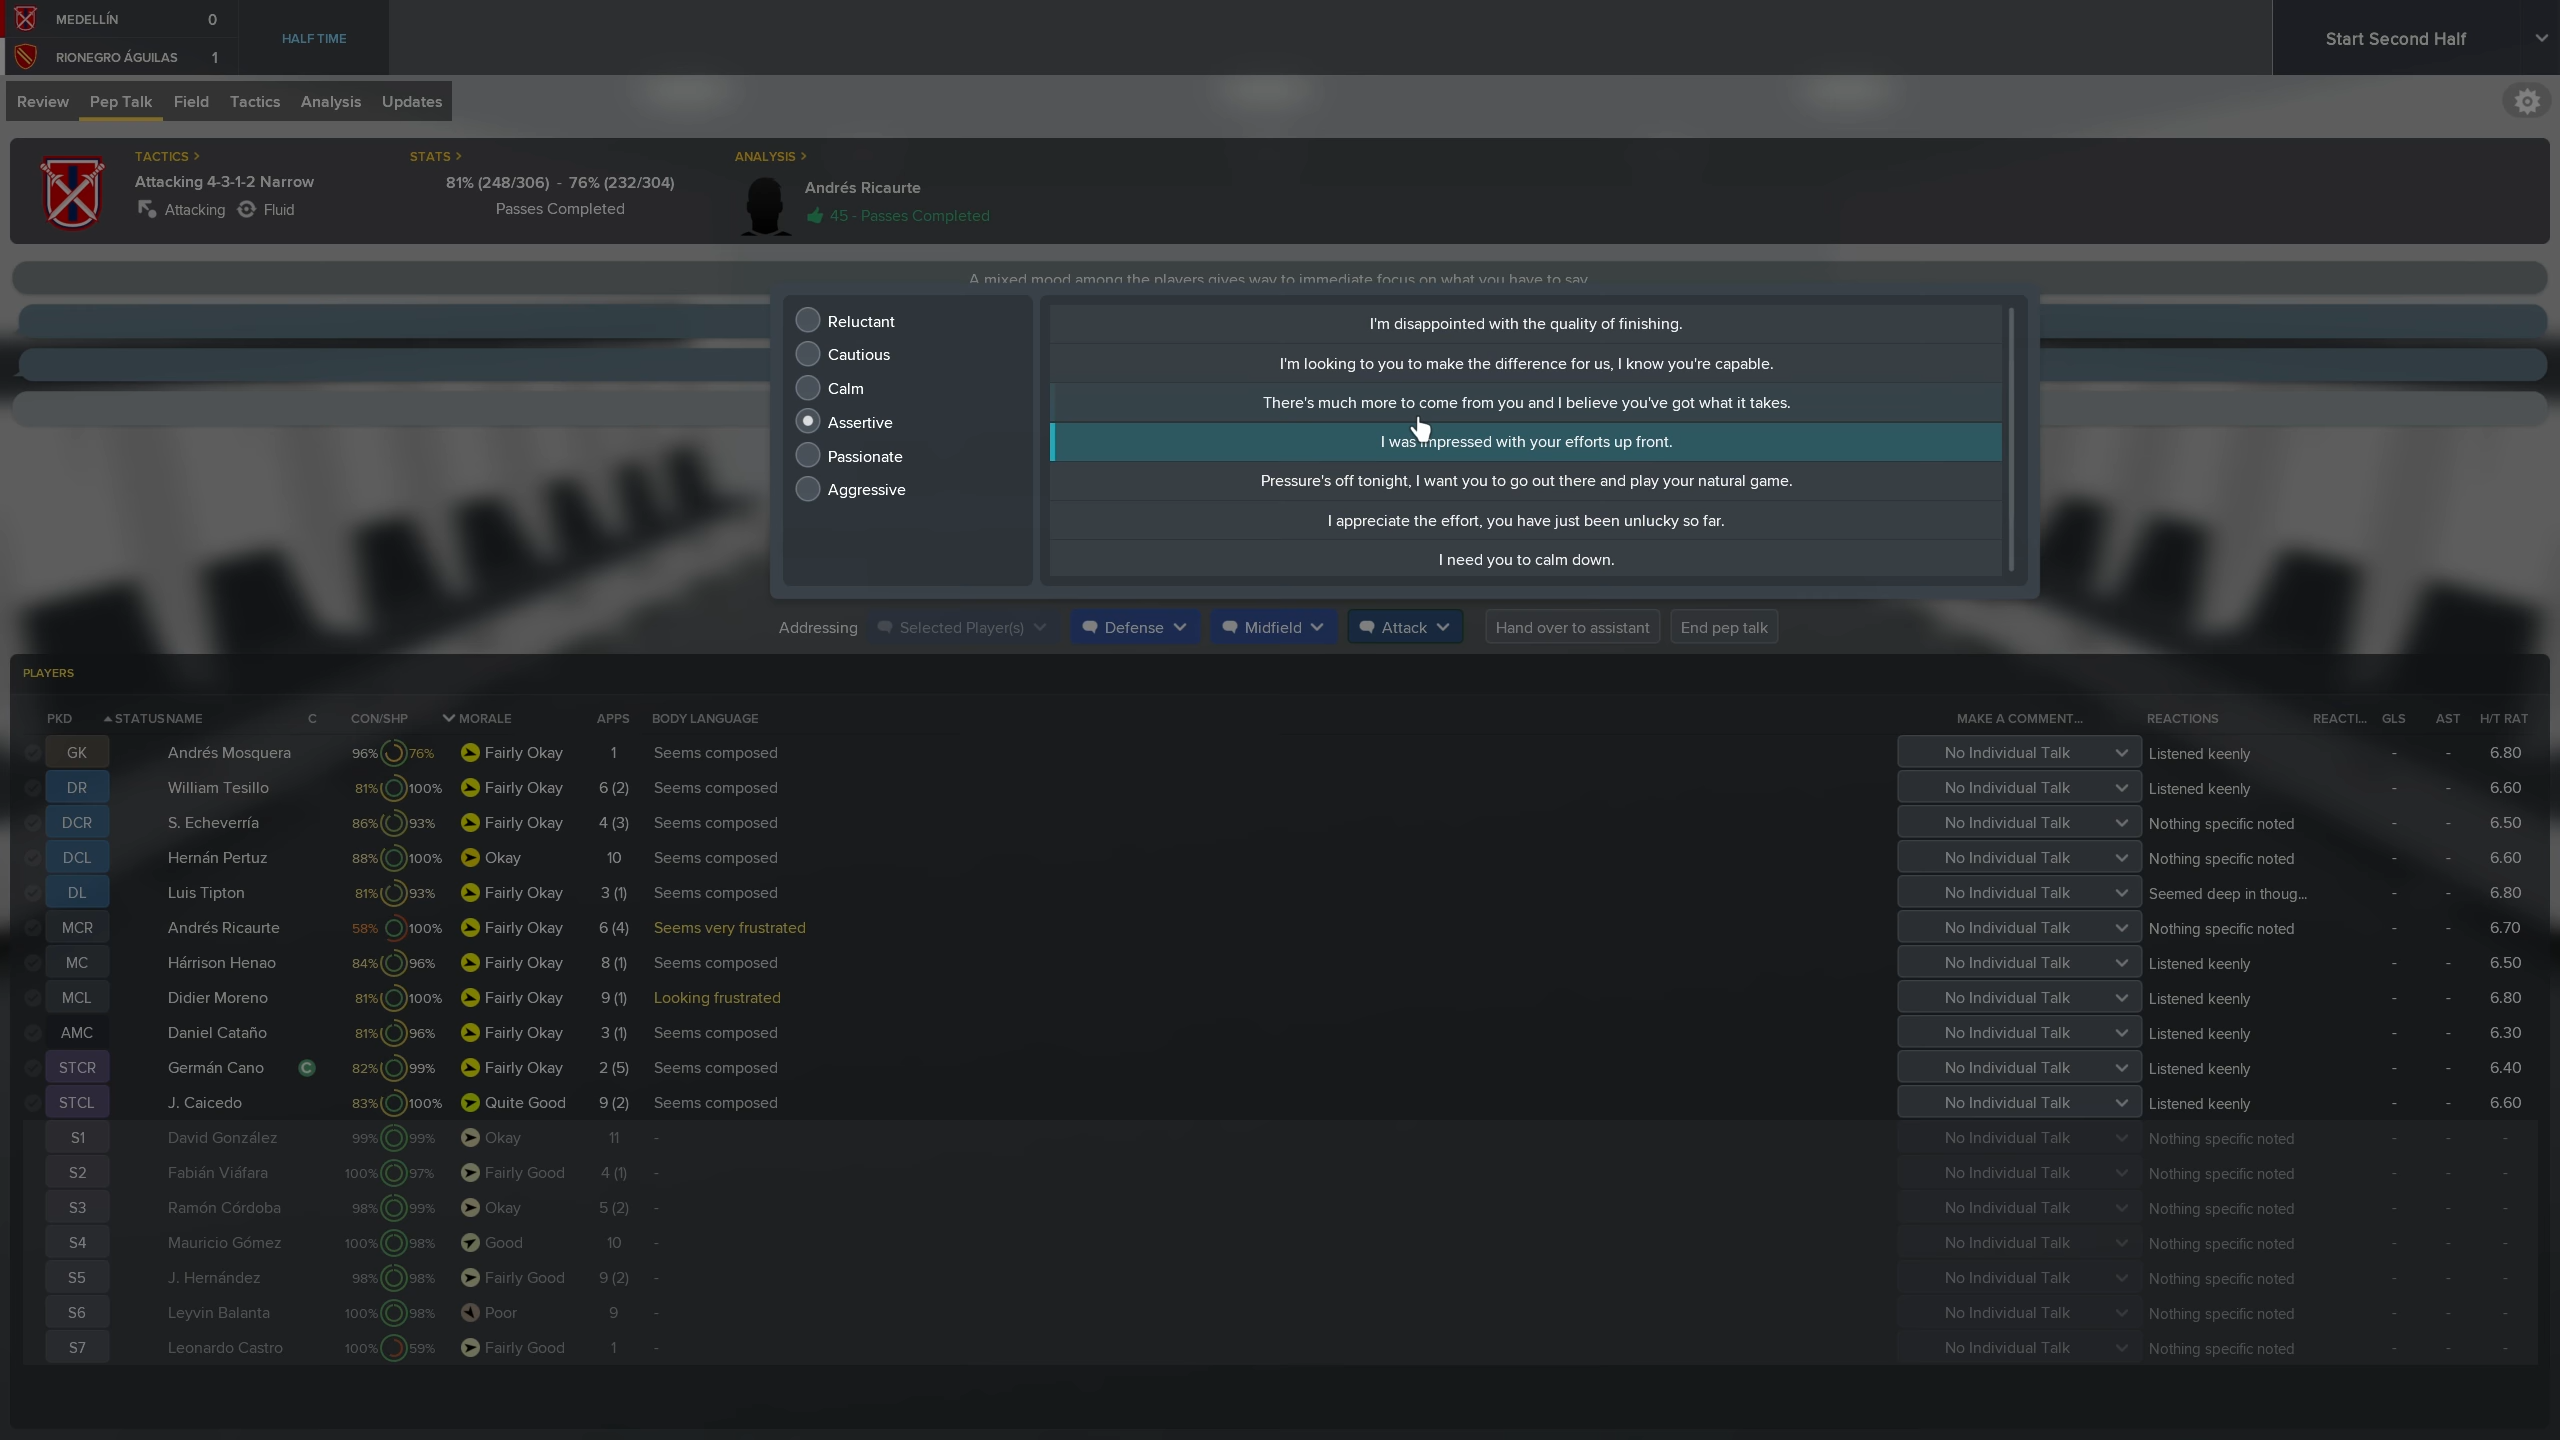 MEDELLÍN 0
RIONEGRO ÁGUILAS 1
HALF TIME
Start Second Half
Review Pep Talk Field Tactics Analysis Updates
TACTICS >
Attacking 4-3-1-2 Narrow
Attacking Fluid
STATS >
81% (248/306) - 76% (232/304)
Passes Completed
ANALYSIS >
Andrés Ricaurte
45 - Passes Completed
A mixed mood among the players gives way to immediate focus on what you have to say
Reluctant
Cautious
Calm
Assertive
Passionate
Aggressive
I'm disappointed with the quality of finishing.
I'm looking to you to make the difference for us, I know you're capable.
There's much more to come from you and I believe you've got what it takes.
I was impressed with your efforts up front.
Pressure's off tonight, I want you to go out there and play your natural game.
I appreciate the effort, you have just been unlucky so far.
I need you to calm down.
Addressing Selected Player(s) Defense Midfield Attack Hand over to assistant End pep talk
PLAYERS
PKD STATUS NAME C CON/SHP MORALE APPS BODY LANGUAGE MAKE A COMMENT... REACTIONS REACTI... GLS AST H/T RAT
GK Andrés Mosquera 96% 76% Fairly Okay 1 Seems composed No Individual Talk Listened keenly - - 6.80
DR William Tesillo 81% 100% Fairly Okay 6 (2) Seems composed No Individual Talk Listened keenly - - 6.60
DCR S. Echeverría 86% 93% Fairly Okay 4 (3) Seems composed No Individual Talk Nothing specific noted - - 6.50
DCL Hernán Pertuz 88% 100% Okay 10 Seems composed No Individual Talk Nothing specific noted - - 6.60
DL Luis Tipton 81% 93% Fairly Okay 3 (1) Seems composed No Individual Talk Seemed deep in thoug... - - 6.80
MCR Andrés Ricaurte 58% 100% Fairly Okay 6 (4) Seems very frustrated No Individual Talk Nothing specific noted - - 6.70
MC Hárrison Henao 84% 96% Fairly Okay 8 (1) Seems composed No Individual Talk Listened keenly - - 6.50
MCL Didier Moreno 81% 100% Fairly Okay 9 (1) Looking frustrated No Individual Talk Listened keenly - - 6.80
AMC Daniel Cataño 81% 96% Fairly Okay 3 (1) Seems composed No Individual Talk Listened keenly - - 6.30
STCR Germán Cano C 82% 99% Fairly Okay 2 (5) Seems composed No Individual Talk Listened keenly - - 6.40
STCL J. Caicedo 83% 100% Quite Good 9 (2) Seems composed No Individual Talk Listened keenly - - 6.60
S1 David González 99% 99% Okay 11 - No Individual Talk Nothing specific noted - - -
S2 Fabián Viáfara 100% 97% Fairly Good 4 (1) - No Individual Talk Nothing specific noted - - -
S3 Ramón Córdoba 98% 99% Okay 5 (2) - No Individual Talk Nothing specific noted - - -
S4 Mauricio Gómez 100% 98% Good 10 - No Individual Talk Nothing specific noted - - -
S5 J. Hernández 98% 98% Fairly Good 9 (2) - No Individual Talk Nothing specific noted - - -
S6 Leyvin Balanta 100% 98% Poor 9 - No Individual Talk Nothing specific noted - - -
S7 Leonardo Castro 100% 59% Fairly Good 1 - No Individual Talk Nothing specific noted - - -